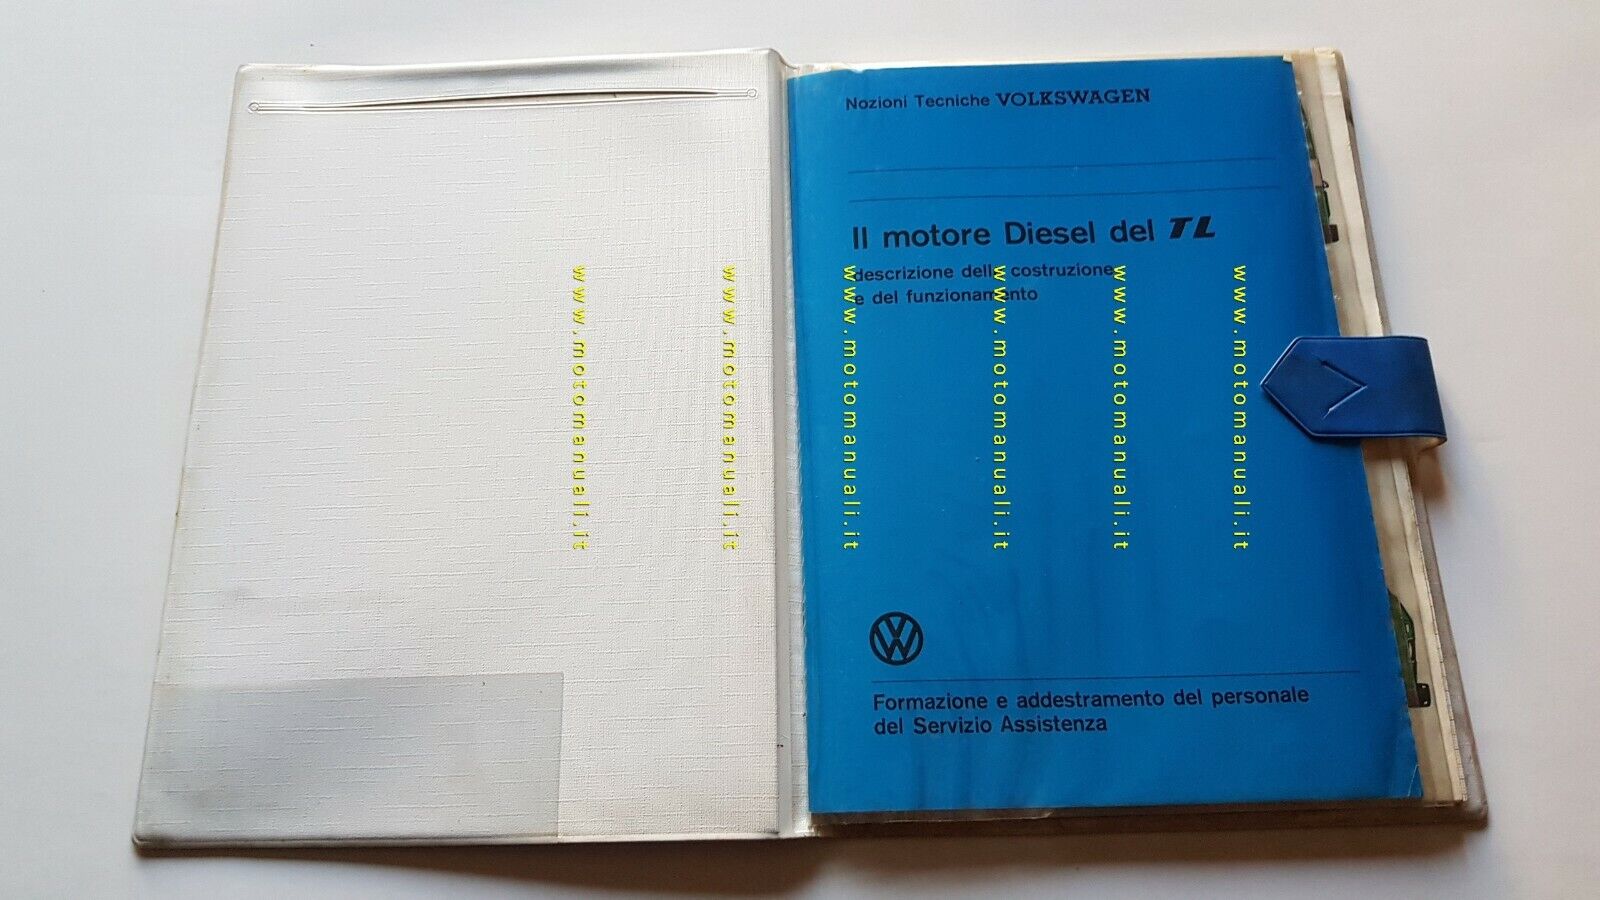 Nozioni Tecniche VOLKSWAGEN
Il motore Diesel del TL
descrizione della costruzione
e del funzionamento
www.motomanuali.it
www.motomanuali.it
www.motomanuali.it
www.motomanuali.it
www.motomanuali.it
www.motomanuali.it
Formazione e addestramento del personale
del Servizio Assistenza